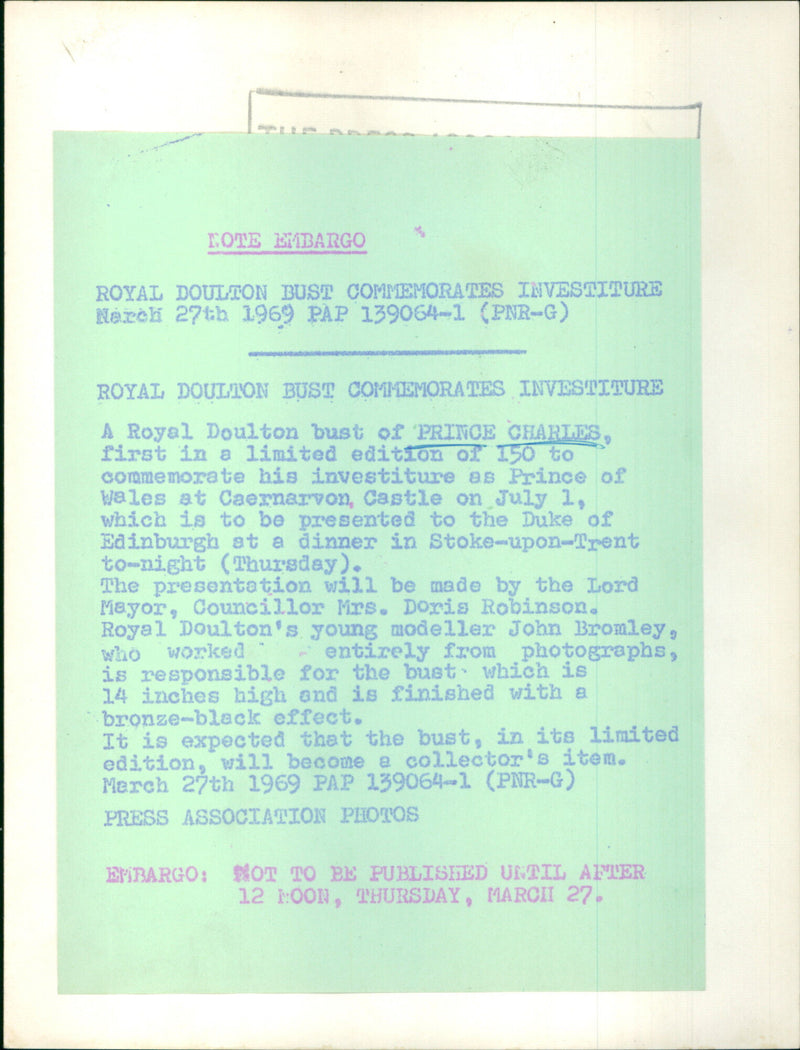 NOTE EMBARGO
ROYAL DOULTON BUST COMMEMORATES INVESTITURE
March 27th 1969 PAP 139064-1 (PNR-G)
ROYAL DOULTON BUST COMMEMORATES INVESTITURE
A Royal Doulton bust of PRINCE CHARLES,
first in a limited edition of 150 to
commemorate his investiture as Prince of
Wales at Caernarvon Castle on July 1,
which is to be presented to the Duke of
Edinburgh at a dinner in Stoke-upon-Trent
to-night (Thursday).
The presentation will be made by the Lord
Mayor, Councillor Mrs. Doris Robinson.
Royal Doulton's young modeller John Bromley,
who worked entirely from photographs,
is responsible for the bust which is
14 inches high and is finished with a
bronze-black effect.
It is expected that the bust, in its limited
edition, will become a collector's item.
March 27th 1969 PAP 139064-1 (PNR-G)
PRESS ASSOCIATION PHOTOS
EMBARGO: NOT TO BE PUBLISHED UNTIL AFTER
12 NOON, THURSDAY, MARCH 27.